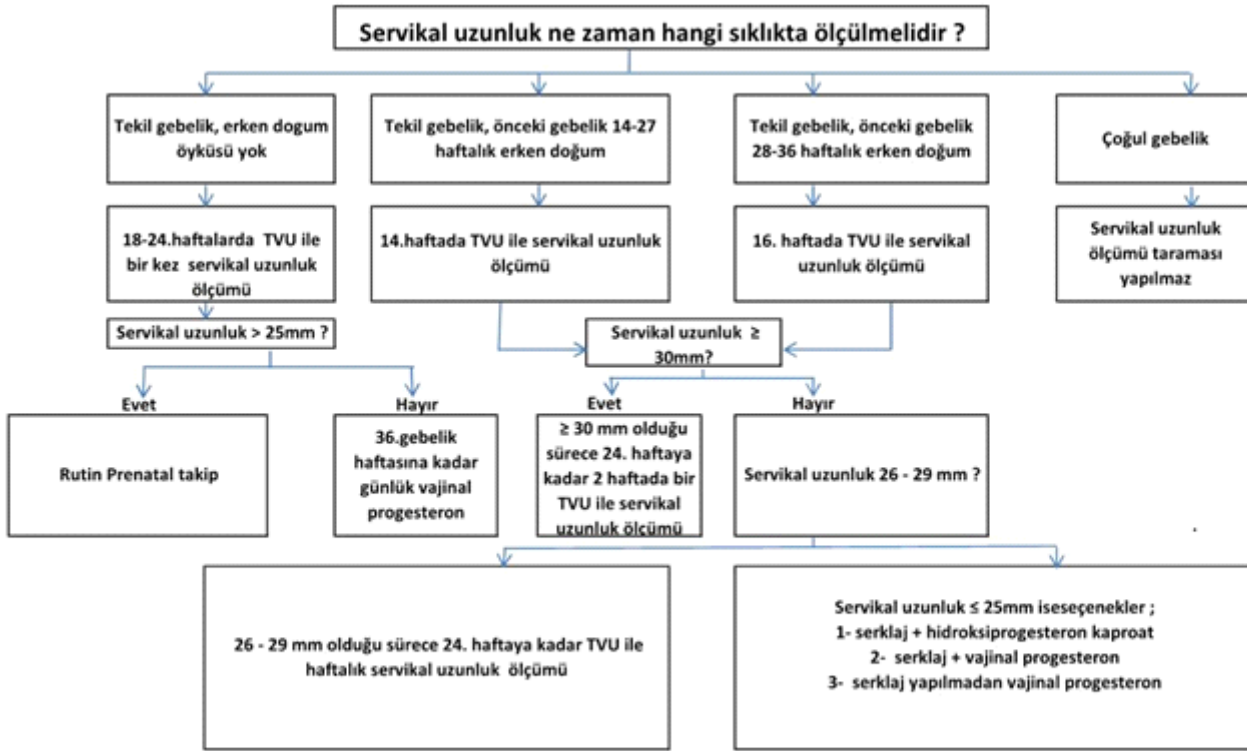 Servikal uzunluk ne zaman hangi sıklıkta ölçülmelidir ?
Tekil gebelik, erken dogum
öyküsü yok
Tekil gebelik, önceki gebelik 14-27
haftalık erken doğum
Tekil gebelik, önceki gebelik
28-36 haftalık erken doğum
Çoğul gebelik
18-24.haftalarda TVU ile
bir kez servikal uzunluk
ölçümü
14.haftada TVU ile servikal uzunluk
ölçümü
16. haftada TVU ile servikal
uzunluk ölçümü
Servikal uzunluk
ölçümü taraması
yapılmaz
Servikal uzunluk > 25mm ?
Servikal uzunluk ≥
30mm?
Evet
Hayır
Evet
Hayır
Rutin Prenatal takip
36.gebelik
haftasına kadar
günlük vajinal
progesteron
≥ 30 mm olduğu
sürece 24. haftaya
kadar 2 haftada bir
TVU ile servikal
uzunluk ölçümü
Servikal uzunluk 26 - 29 mm ?
26 - 29 mm olduğu sürece 24. haftaya kadar TVU ile
haftalık servikal uzunluk ölçümü
Servikal uzunluk ≤ 25mm iseseçenekler ;
1- serklaj + hidroksiprogesteron kaproat
2- serklaj + vajinal progesteron
3- serklaj yapılmadan vajinal progesteron